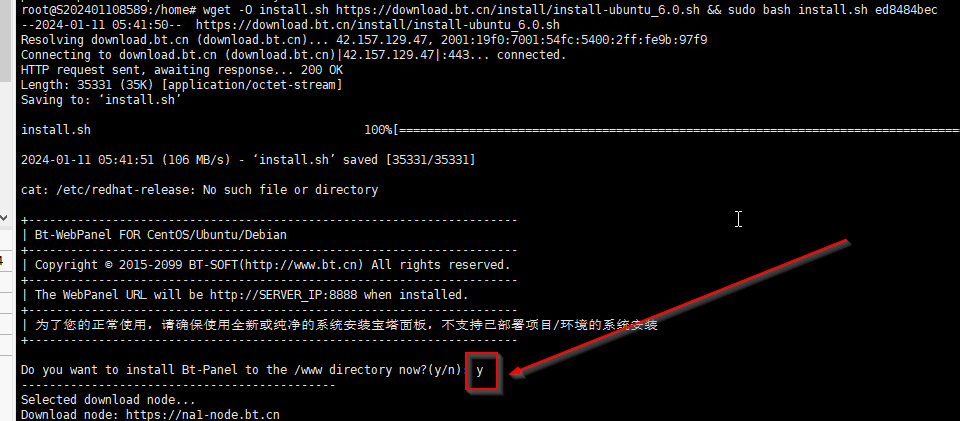 root@S202401108589:/home# wget -O install.sh https://download.bt.cn/install/install-ubuntu_6.0.sh && sudo bash install.sh ed8484bec
--2024-01-11 05:41:50-- https://download.bt.cn/install/install-ubuntu_6.0.sh
Resolving download.bt.cn (download.bt.cn)... 42.157.129.47, 2001:19f0:7001:54fc:5400:2ff:fe9b:97f9
Connecting to download.bt.cn (download.bt.cn)|42.157.129.47|:443... connected.
HTTP request sent, awaiting response... 200 OK
Length: 35331 (35K) [application/octet-stream]
Saving to: ‘install.sh’
install.sh 100%[================================================================================
2024-01-11 05:41:51 (106 MB/s) - ‘install.sh’ saved [35331/35331]
cat: /etc/redhat-release: No such file or directory
+----------------------------------------------------------------------
| Bt-WebPanel FOR CentOS/Ubuntu/Debian
+----------------------------------------------------------------------
| Copyright © 2015-2099 BT-SOFT(http://www.bt.cn) All rights reserved.
+----------------------------------------------------------------------
| The WebPanel URL will be http://SERVER_IP:8888 when installed.
+----------------------------------------------------------------------
| 为了您的正常使用，请确保使用全新或纯净的系统安装宝塔面板，不支持已部署项目/环境的系统安装
+----------------------------------------------------------------------
Do you want to install Bt-Panel to the /www directory now?(y/n): y
---------------------------------------------
Selected download node...
Download node: https://na1-node.bt.cn
4